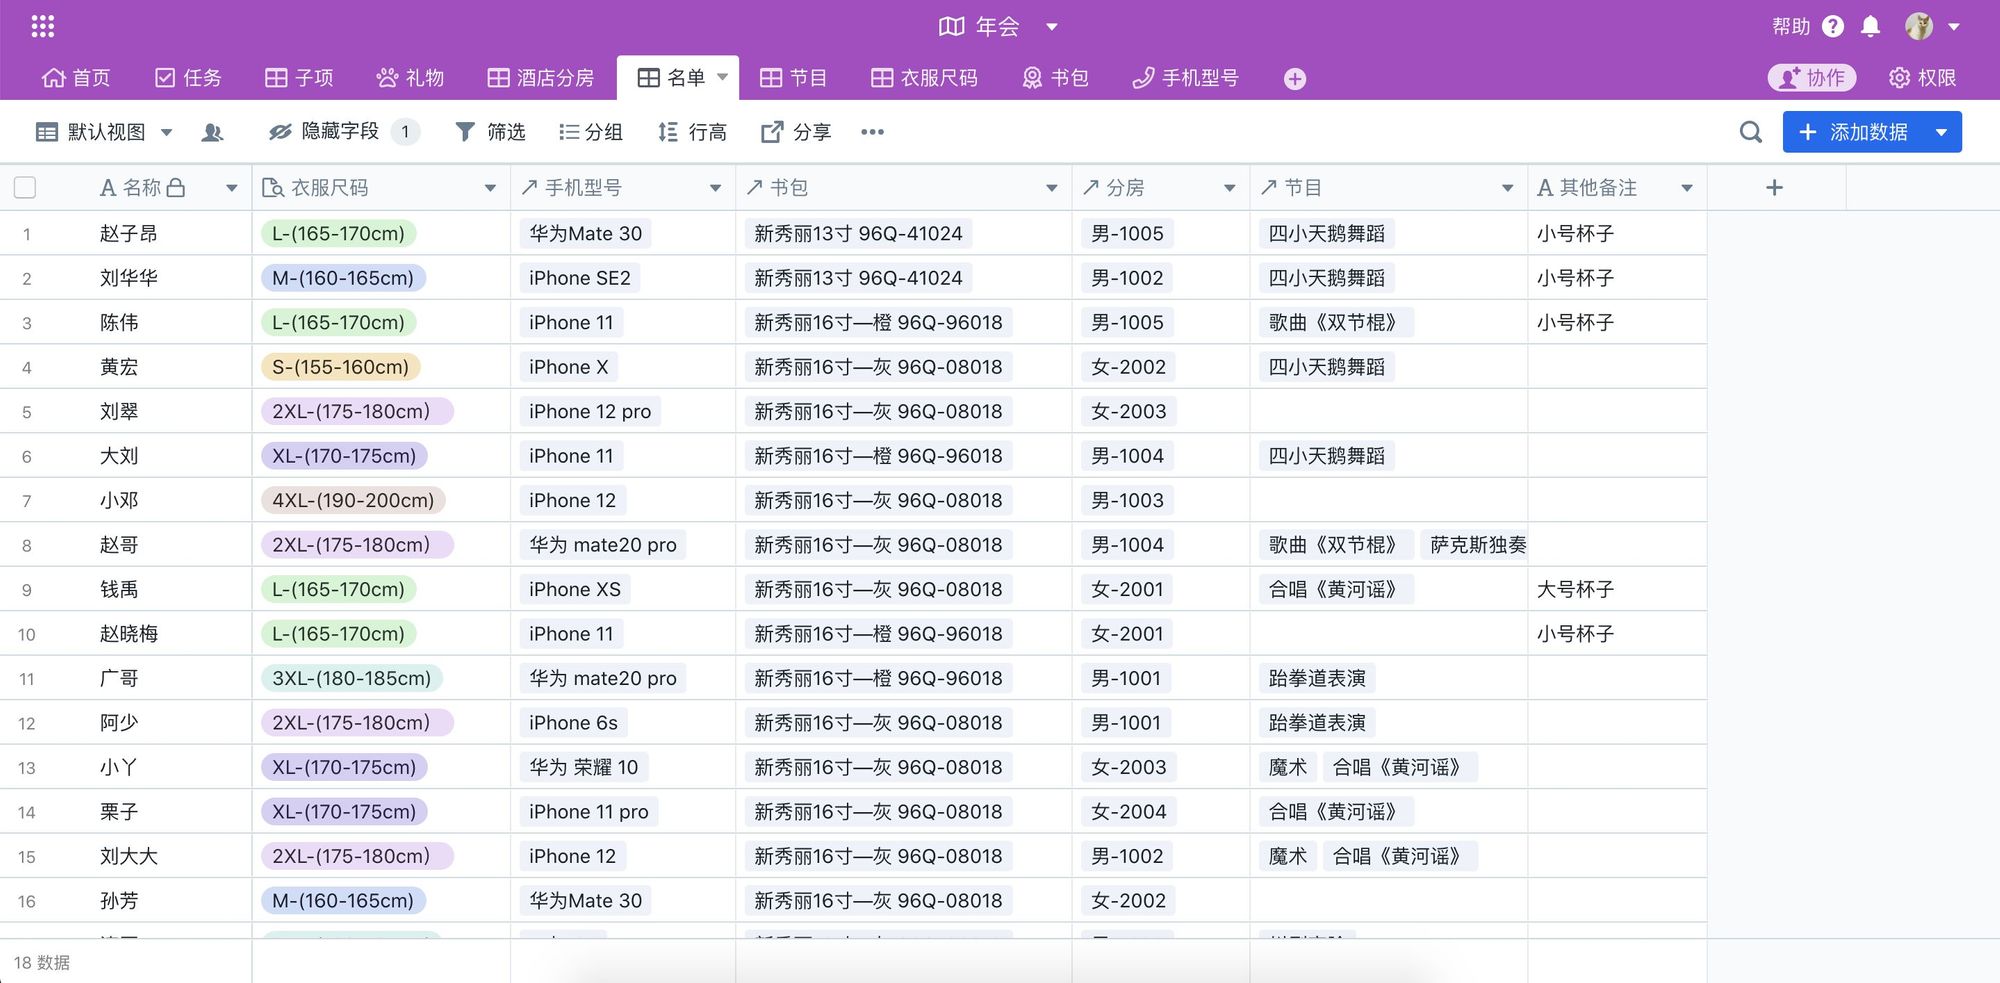 年会
帮助
首页 任务 子项 礼物 酒店分房 名单 节目 衣服尺码 书包 手机型号 协作 权限
默认视图 隐藏字段 1 筛选 分组 行高 分享 添加数据
名称 衣服尺码 手机型号 书包 分房 节目 其他备注
1 赵子昂 L-(165-170cm) 华为Mate 30 新秀丽13寸 96Q-41024 男-1005 四小天鹅舞蹈 小号杯子
2 刘华华 M-(160-165cm) iPhone SE2 新秀丽13寸 96Q-41024 男-1002 四小天鹅舞蹈 小号杯子
3 陈伟 L-(165-170cm) iPhone 11 新秀丽16寸—橙 96Q-96018 男-1005 歌曲《双节棍》 小号杯子
4 黄宏 S-(155-160cm) iPhone X 新秀丽16寸—灰 96Q-08018 女-2002 四小天鹅舞蹈
5 刘翠 2XL-(175-180cm) iPhone 12 pro 新秀丽16寸—灰 96Q-08018 女-2003
6 大刘 XL-(170-175cm) iPhone 11 新秀丽16寸—橙 96Q-96018 男-1004 四小天鹅舞蹈
7 小邓 4XL-(190-200cm) iPhone 12 新秀丽16寸—灰 96Q-08018 男-1003
8 赵哥 2XL-(175-180cm) 华为 mate20 pro 新秀丽16寸—灰 96Q-08018 男-1004 歌曲《双节棍》 萨克斯独奏
9 钱禹 L-(165-170cm) iPhone XS 新秀丽16寸—灰 96Q-08018 女-2001 合唱《黄河谣》 大号杯子
10 赵晓梅 L-(165-170cm) iPhone 11 新秀丽16寸—橙 96Q-96018 女-2001 小号杯子
11 广哥 3XL-(180-185cm) 华为 mate20 pro 新秀丽16寸—橙 96Q-96018 男-1001 跆拳道表演
12 阿少 2XL-(175-180cm) iPhone 6s 新秀丽16寸—灰 96Q-08018 男-1001 跆拳道表演
13 小丫 XL-(170-175cm) 华为 荣耀 10 新秀丽16寸—灰 96Q-08018 女-2003 魔术 合唱《黄河谣》
14 栗子 XL-(170-175cm) iPhone 11 pro 新秀丽16寸—灰 96Q-08018 女-2004 合唱《黄河谣》
15 刘大大 2XL-(175-180cm) iPhone 12 新秀丽16寸—灰 96Q-08018 男-1002 魔术 合唱《黄河谣》
16 孙芳 M-(160-165cm) 华为Mate 30 新秀丽16寸—灰 96Q-08018 女-2002
18 数据